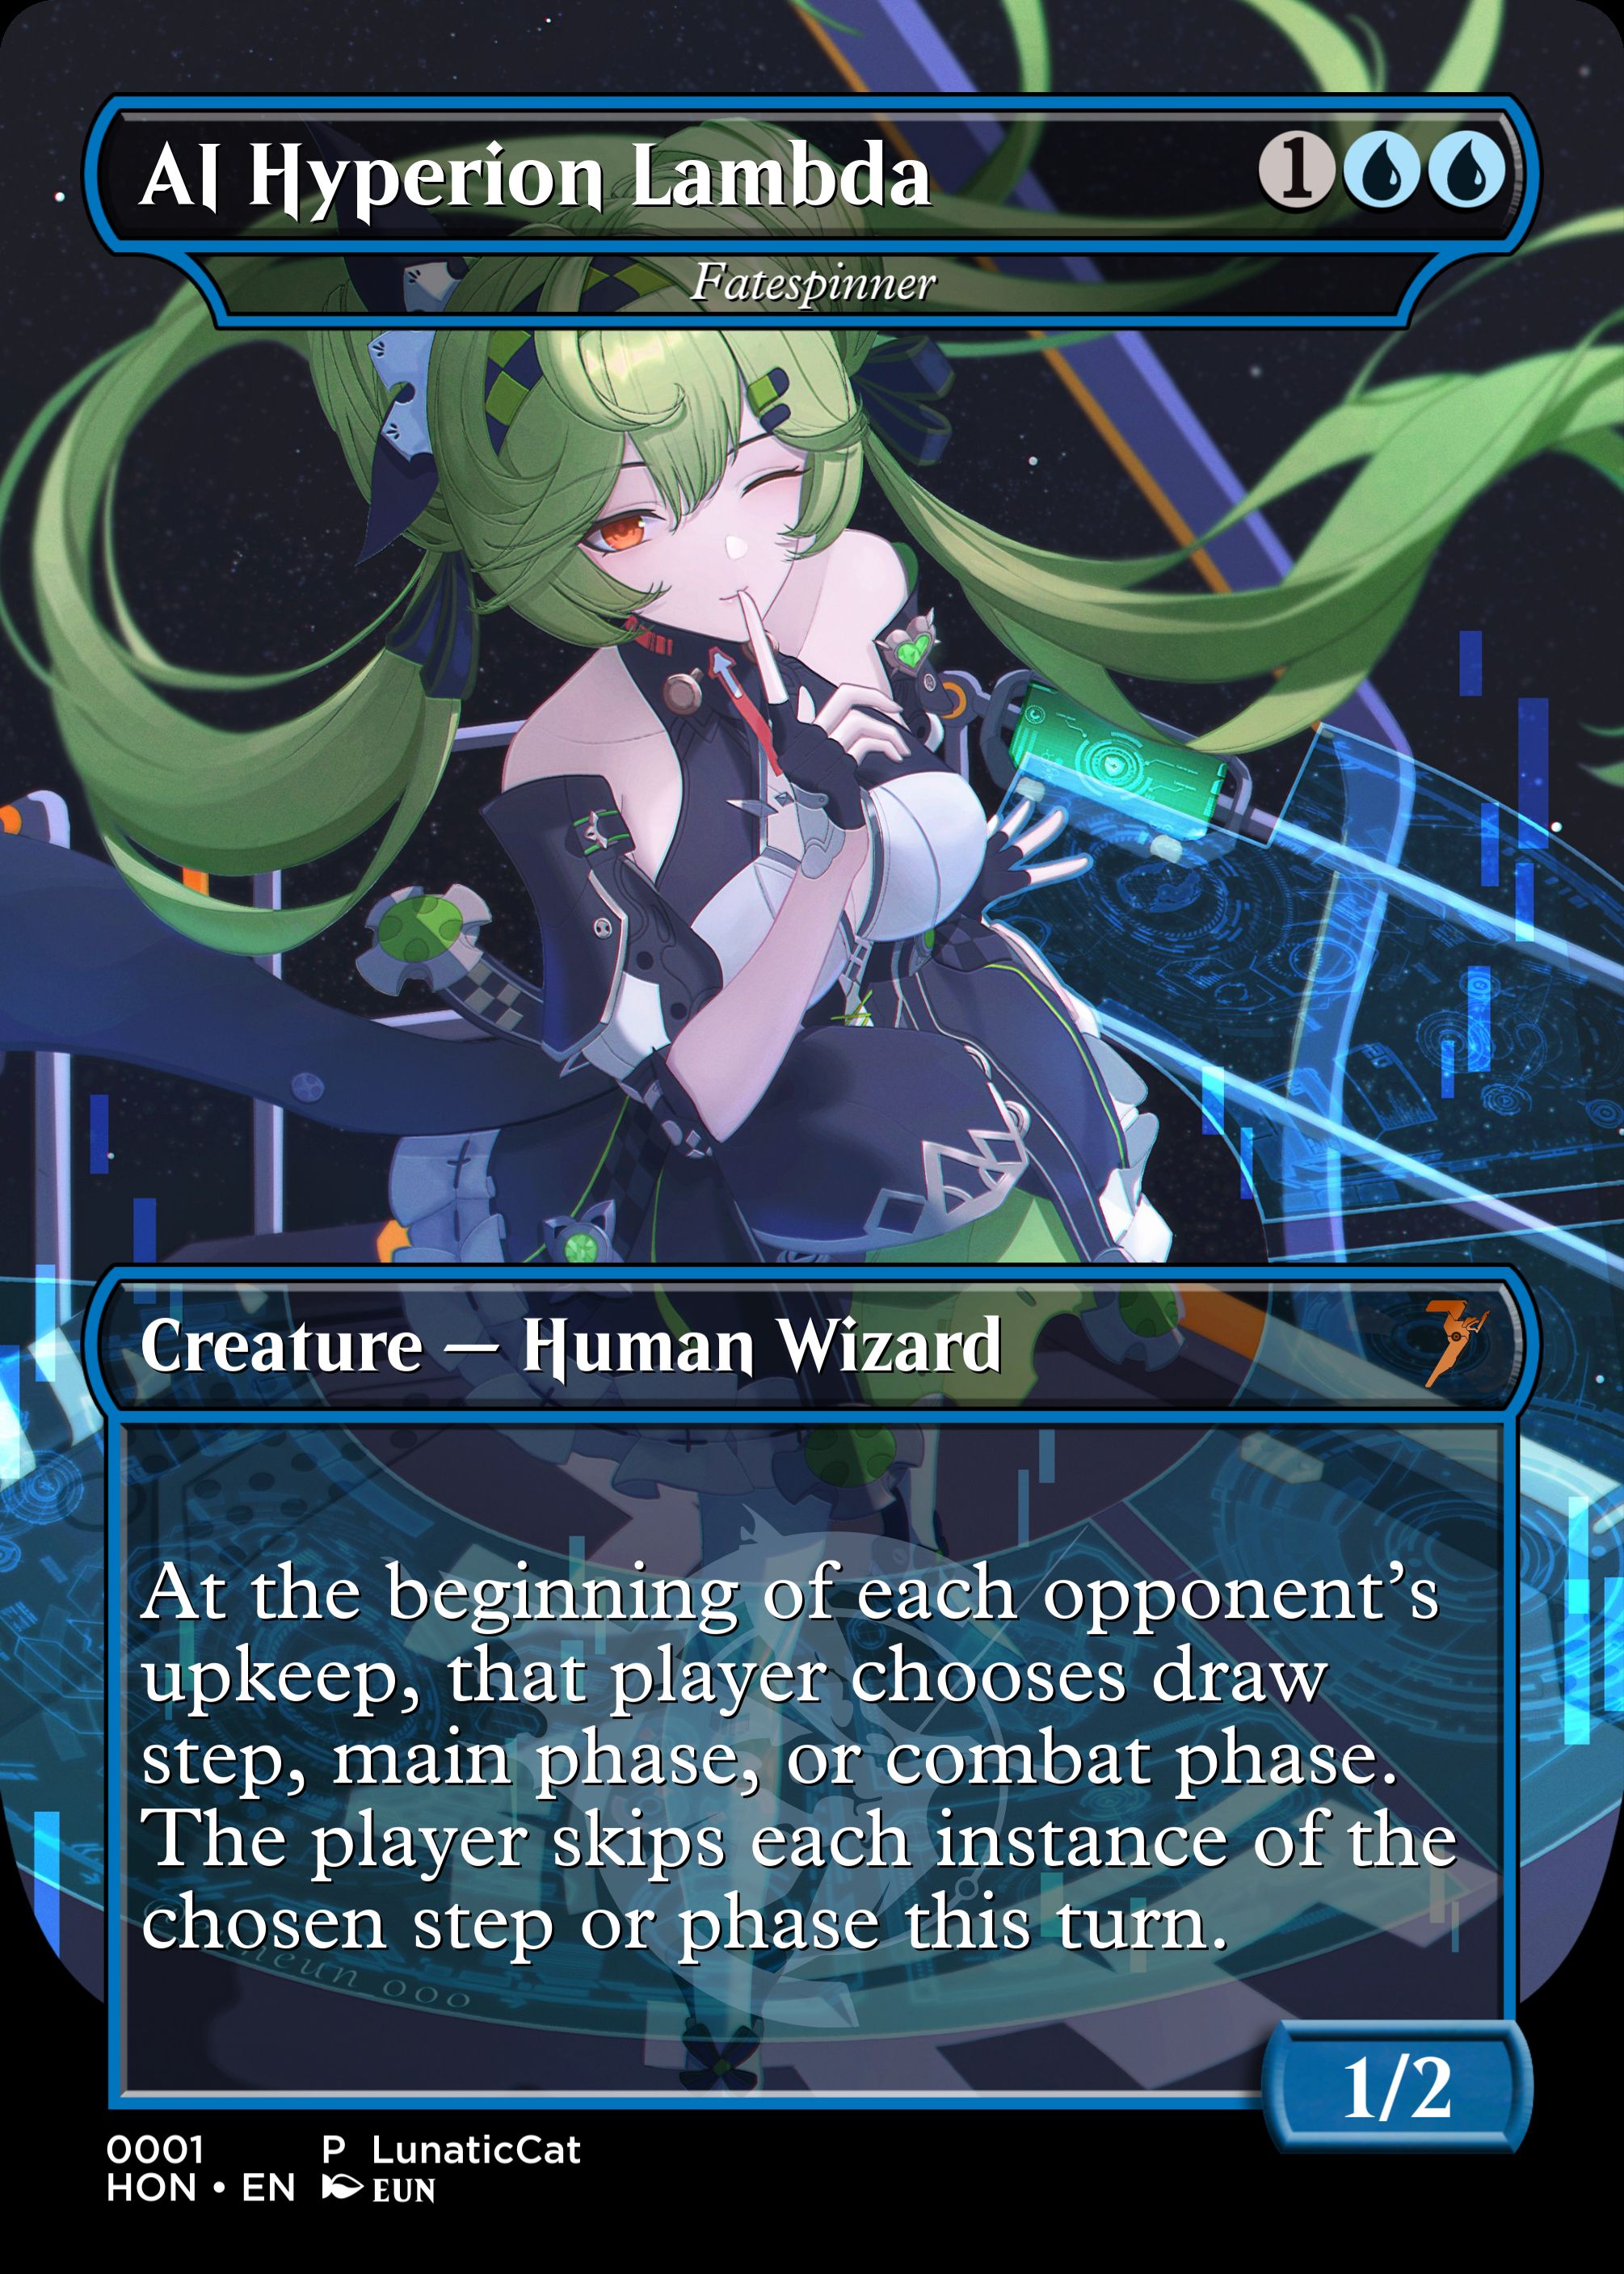 AI Hyperion Lambda 1
Fatespinner
Creature — Human Wizard
At the beginning of each opponent’s
upkeep, that player chooses draw
step, main phase, or combat phase.
The player skips each instance of the
chosen step or phase this turn.
1/2
0001 P LunaticCat
HON • EN EUN